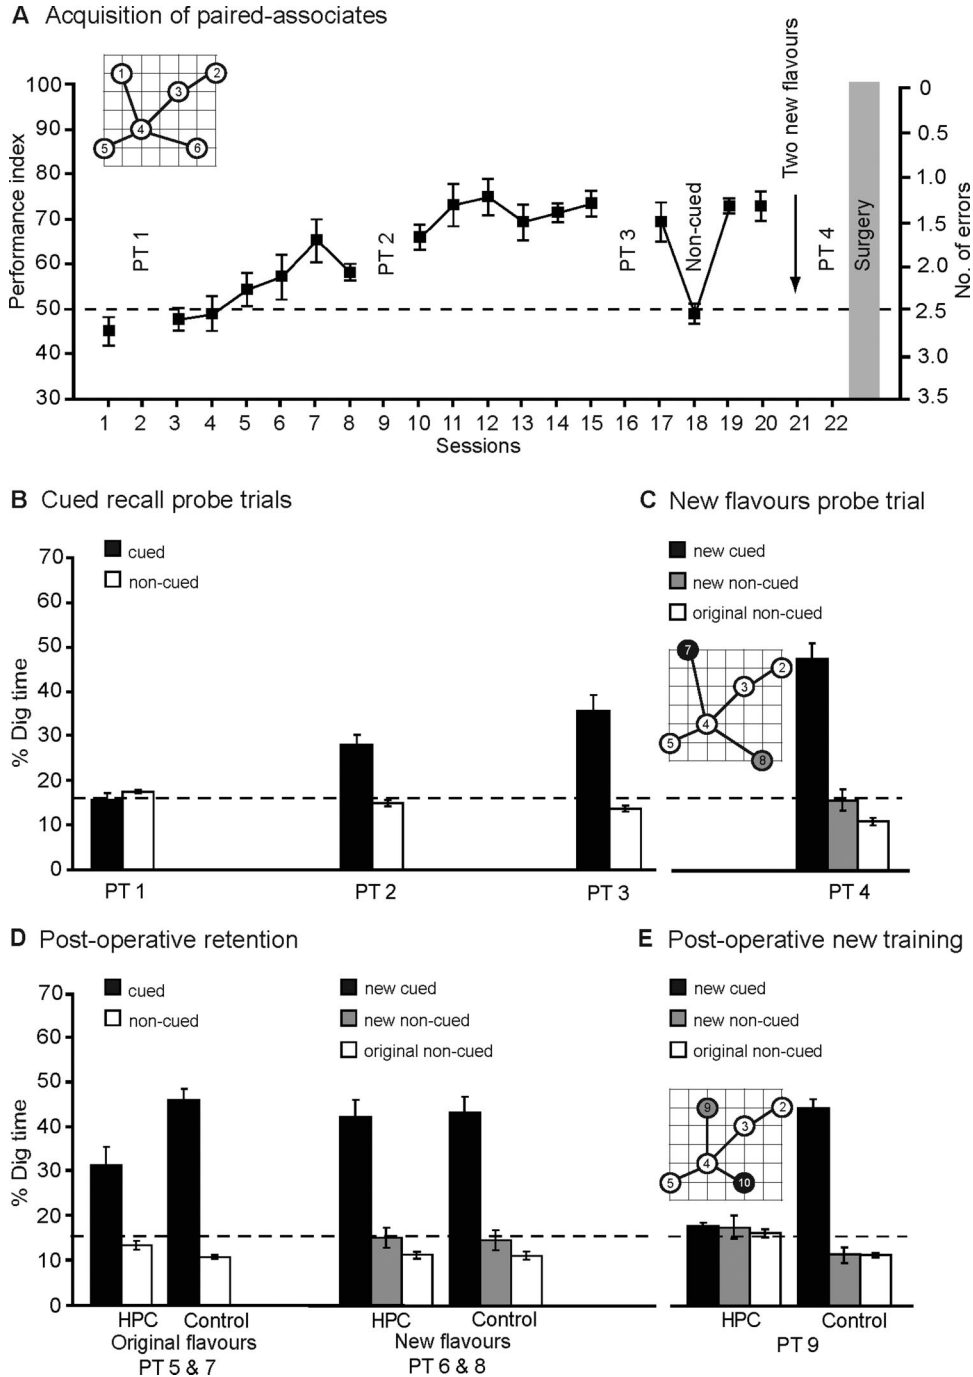 A Acquisition of paired-associates
Performance index
100
90
80
70
60
50
40
30
1
2
3
4
5
6
PT 1
PT 2
PT 3
Non-cued
Two new flavours
PT 4
Surgery
0
0.5
1.0
1.5
2.0
2.5
3.0
3.5
No. of errors
1 2 3 4 5 6 7 8 9 10 11 12 13 14 15 16 17 18 19 20 21 22
Sessions
B Cued recall probe trials
cued
non-cued
% Dig time
70
60
50
40
30
20
10
0
PT 1
PT 2
PT 3
C New flavours probe trial
new cued
new non-cued
original non-cued
7
2
3
4
5
8
PT 4
D Post-operative retention
cued
non-cued
new cued
new non-cued
original non-cued
% Dig time
70
60
50
40
30
20
10
0
HPC Control
Original flavours
PT 5 & 7
HPC Control
New flavours
PT 6 & 8
E Post-operative new training
new cued
new non-cued
original non-cued
9
2
3
4
5
10
HPC Control
PT 9